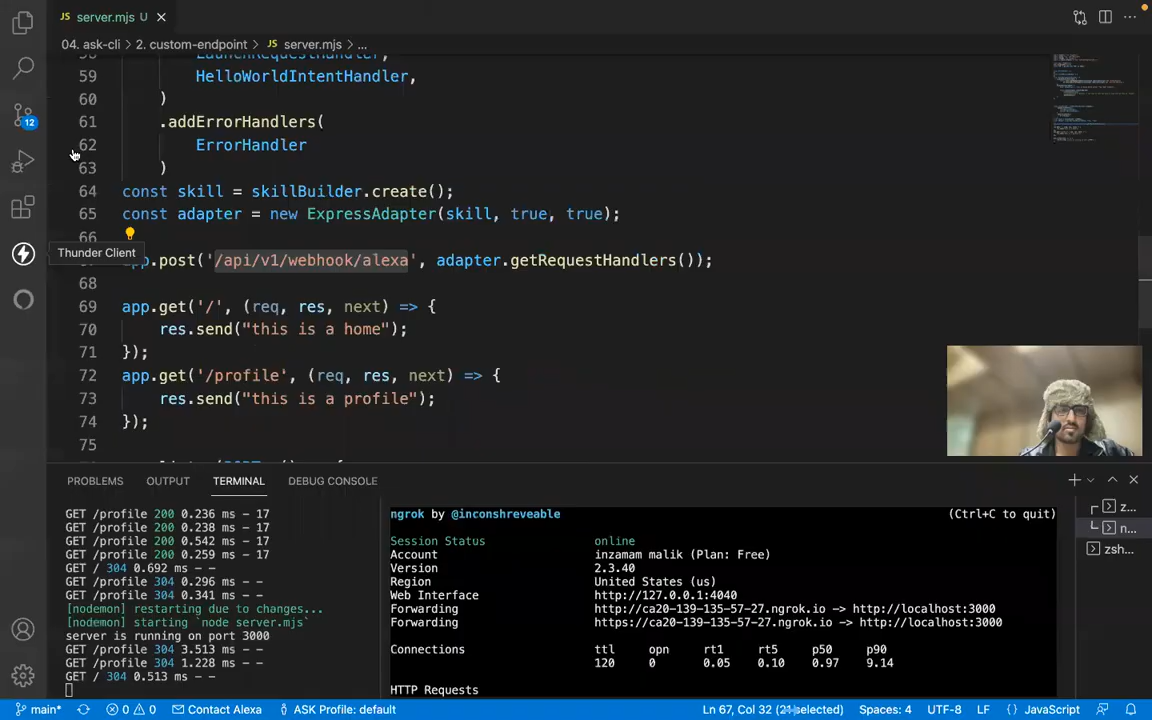 JS server.mjs U
04. ask-cli > 2. custom-endpoint > JS server.mjs > ...
58 LaunchRequestHandler,
59 HelloWorldIntentHandler,
60 )
61 .addErrorHandlers(
62 ErrorHandler
63 )
64 const skill = skillBuilder.create();
65 const adapter = new ExpressAdapter(skill, true, true);
66
Thunder Client
app.post('/api/v1/webhook/alexa', adapter.getRequestHandlers());
68
69 app.get('/', (req, res, next) => {
70 res.send("this is a home");
71 });
72 app.get('/profile', (req, res, next) => {
73 res.send("this is a profile");
74 });
75
12
PROBLEMS OUTPUT TERMINAL DEBUG CONSOLE
GET /profile 200 0.236 ms - 17
GET /profile 200 0.238 ms - 17
GET /profile 200 0.542 ms - 17
GET /profile 200 0.259 ms - 17
GET / 304 0.692 ms - -
GET /profile 304 0.296 ms - -
GET /profile 304 0.341 ms - -
[nodemon] restarting due to changes...
[nodemon] starting `node server.mjs`
server is running on port 3000
GET /profile 304 3.513 ms - -
GET /profile 304 1.228 ms - -
GET / 304 0.513 ms - -
ngrok by @inconshreveable (Ctrl+C to quit)
Session Status online
Account inzamam malik (Plan: Free)
Version 2.3.40
Region United States (us)
Web Interface http://127.0.0.1:4040
Forwarding http://ca20-139-135-57-27.ngrok.io -> http://localhost:3000
Forwarding https://ca20-139-135-57-27.ngrok.io -> http://localhost:3000
Connections ttl opn rt1 rt5 p50 p90
120 0 0.05 0.10 0.97 9.14
HTTP Requests
z...
n...
zsh...
main* 0 0 Contact Alexa ASK Profile: default Ln 67, Col 32 (21 selected) Spaces: 4 UTF-8 LF {} JavaScript